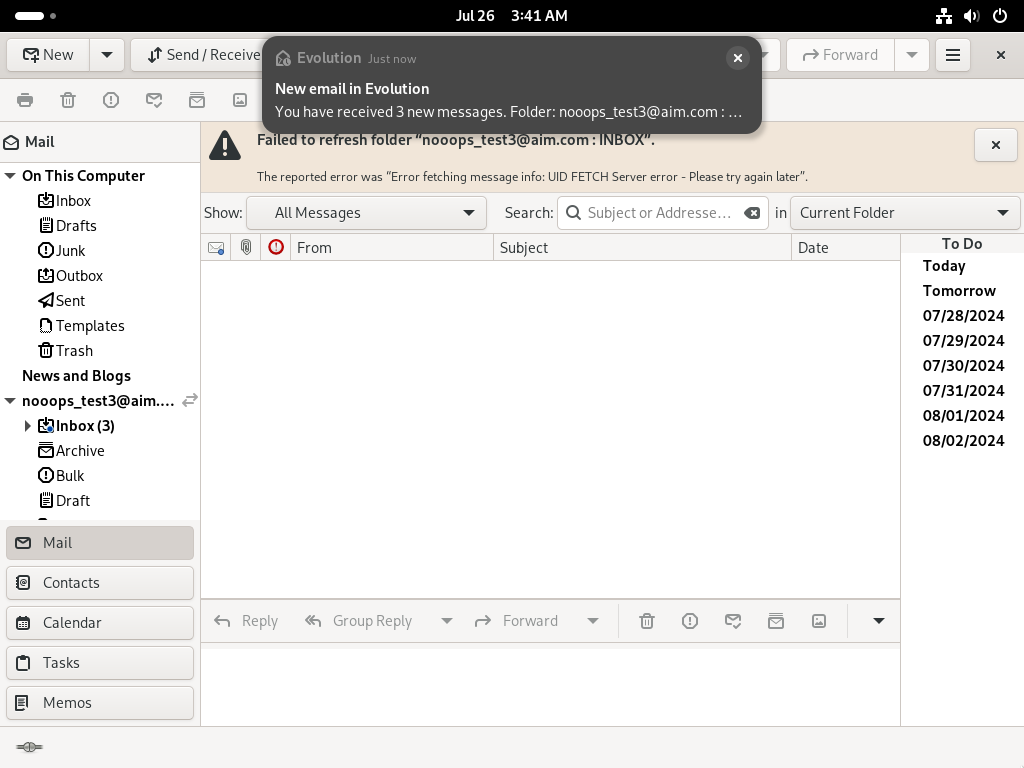 Jul 26 3:41 AM
New
Send / Receive
Forward
Evolution Just now
New email in Evolution
You have received 3 new messages. Folder: nooops_test3@aim.com : …
Mail
Failed to refresh folder “nooops_test3@aim.com : INBOX”.
The reported error was “Error fetching message info: UID FETCH Server error - Please try again later”.
On This Computer
Inbox
Drafts
Junk
Outbox
Sent
Templates
Trash
News and Blogs
nooops_test3@aim....
Inbox (3)
Archive
Bulk
Draft
Mail
Contacts
Calendar
Tasks
Memos
Show: All Messages Search: Subject or Addresse… in Current Folder
From Subject Date
Reply Group Reply Forward
To Do
Today
Tomorrow
07/28/2024
07/29/2024
07/30/2024
07/31/2024
08/01/2024
08/02/2024